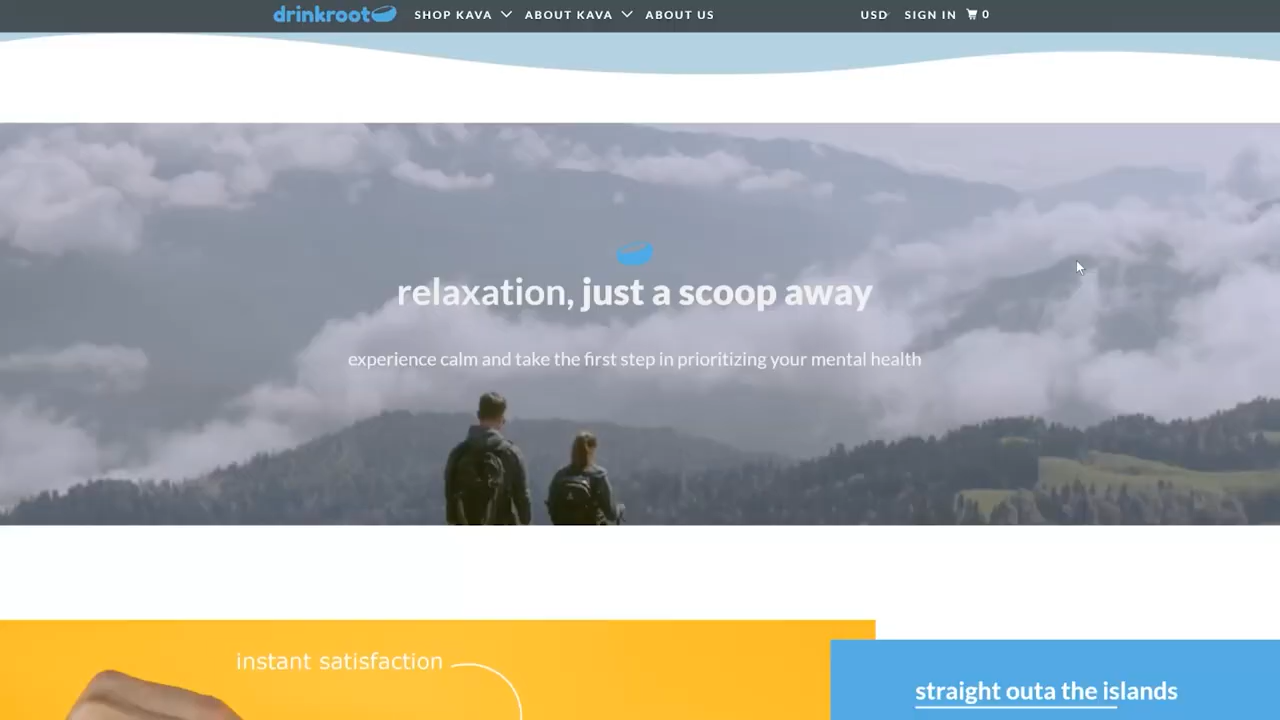 drinkroot SHOP KAVA ABOUT KAVA ABOUT US USD SIGN IN 0
relaxation, just a scoop away
experience calm and take the first step in prioritizing your mental health
instant satisfaction
straight outa the islands